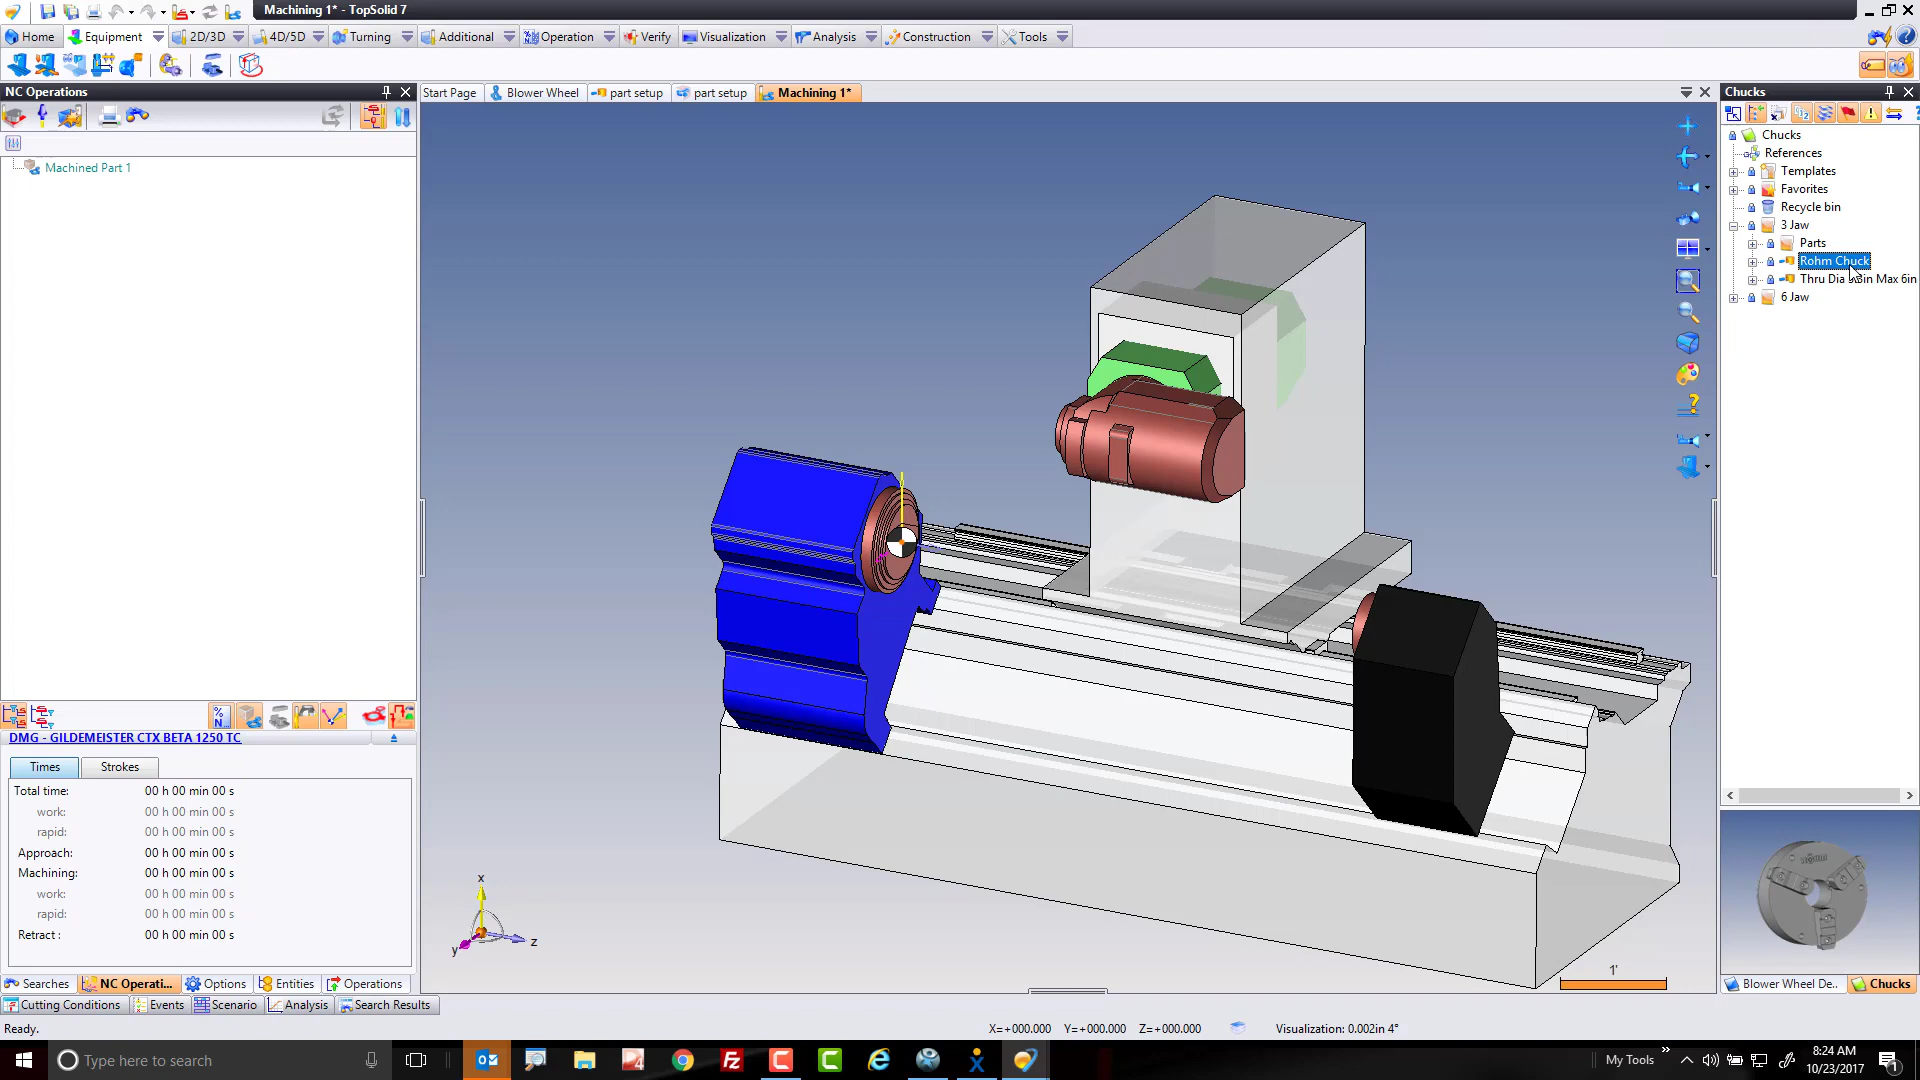 Machining 1* - TopSolid 7
Home Equipment 2D/3D 4D/5D Turning Additional Operation Verify Visualization Analysis Construction Tools
NC Operations
Start Page Blower Wheel part setup part setup Machining 1*
Chucks
Machined Part 1
Chucks
References
Templates
Favorites
Recycle bin
3 Jaw
Parts
Rohm Chuck
Thru Dia Max 6in
6 Jaw
DMG - GILDEMEISTER CTX BETA 1250 TC
Times Strokes
Total time: 00 h 00 min 00 s
work: 00 h 00 min 00 s
rapid: 00 h 00 min 00 s
Approach: 00 h 00 min 00 s
Machining: 00 h 00 min 00 s
work: 00 h 00 min 00 s
rapid: 00 h 00 min 00 s
Retract : 00 h 00 min 00 s
x
y
z
1'
Searches NC Operati... Options Entities Operations
Blower Wheel De... Chucks
Cutting Conditions Events Scenario Analysis Search Results
Ready.
X=+000.000 Y=+000.000 Z=+000.000 Visualization: 0.002in 4°
Type here to search
My Tools
8:24 AM
10/23/2017